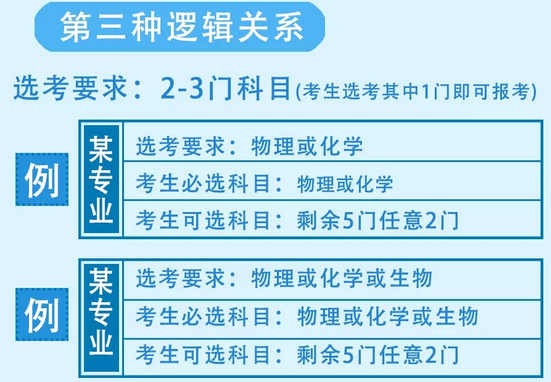 第三种逻辑关系
选考要求：2-3门科目(考生选考其中1门即可报考)
例
某专业
选考要求：物理或化学
考生必选科目：物理或化学
考生可选科目：剩余5门任意2门
例
某专业
选考要求：物理或化学或生物
考生必选科目：物理或化学或生物
考生可选科目：剩余5门任意2门